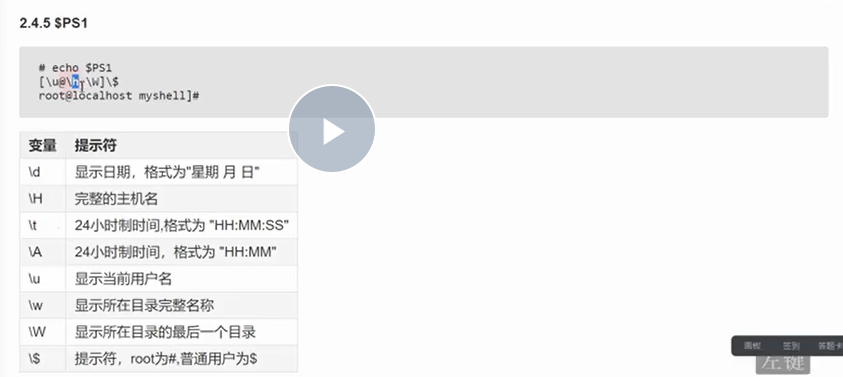 2.4.5 $PS1
# echo $PS1
[\u@\h \W]\$
root@localhost myshell]#
变量 提示符
\d 显示日期，格式为"星期 月 日"
\H 完整的主机名
\t 24小时制时间,格式为 "HH:MM:SS"
\A 24小时制时间，格式为 "HH:MM"
\u 显示当前用户名
\w 显示所在目录完整名称
\W 显示所在目录的最后一个目录
\$ 提示符，root为#,普通用户为$
画板 签到 答题卡
左键